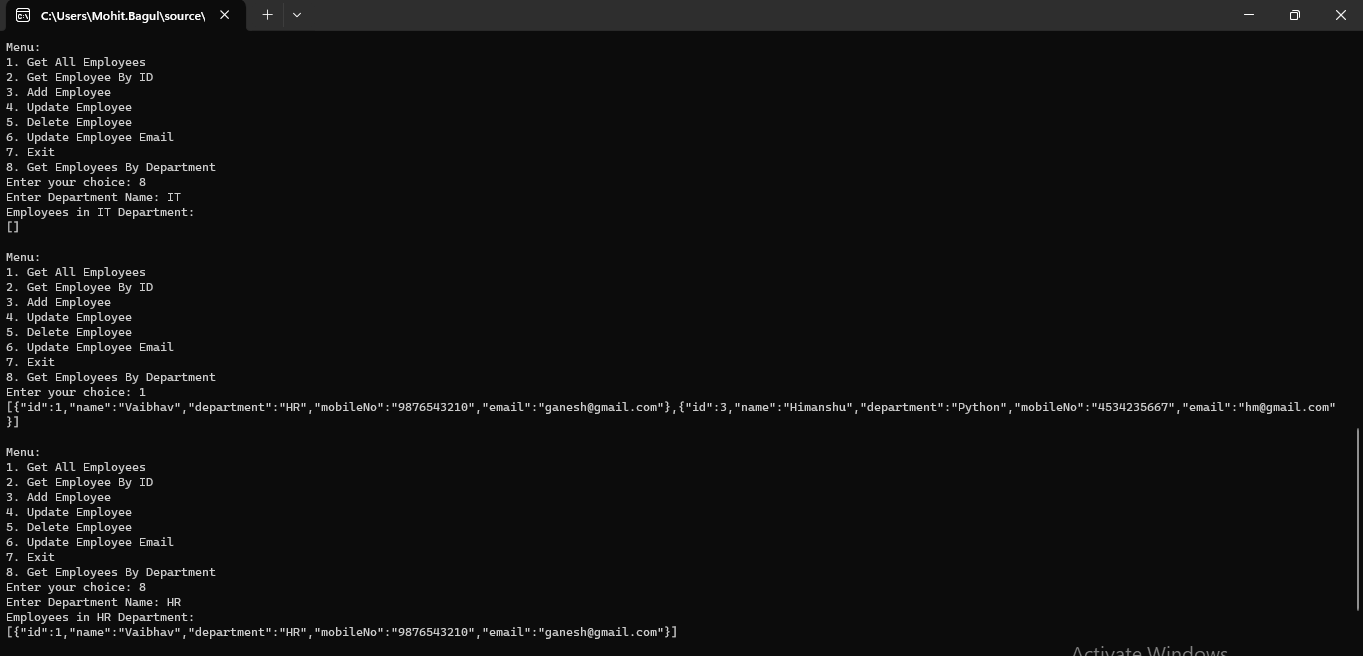 C:\Users\Mohit.Bagul\source\
Menu:
1. Get All Employees
2. Get Employee By ID
3. Add Employee
4. Update Employee
5. Delete Employee
6. Update Employee Email
7. Exit
8. Get Employees By Department
Enter your choice: 8
Enter Department Name: IT
Employees in IT Department:
[]
Menu:
1. Get All Employees
2. Get Employee By ID
3. Add Employee
4. Update Employee
5. Delete Employee
6. Update Employee Email
7. Exit
8. Get Employees By Department
Enter your choice: 1
[{"id":1,"name":"Vaibhav","department":"HR","mobileNo":"9876543210","email":"ganesh@gmail.com"},{"id":3,"name":"Himanshu","department":"Python","mobileNo":"4534235667","email":"hm@gmail.com"
}]
Menu:
1. Get All Employees
2. Get Employee By ID
3. Add Employee
4. Update Employee
5. Delete Employee
6. Update Employee Email
7. Exit
8. Get Employees By Department
Enter your choice: 8
Enter Department Name: HR
Employees in HR Department:
[{"id":1,"name":"Vaibhav","department":"HR","mobileNo":"9876543210","email":"ganesh@gmail.com"}]
Activate Windows